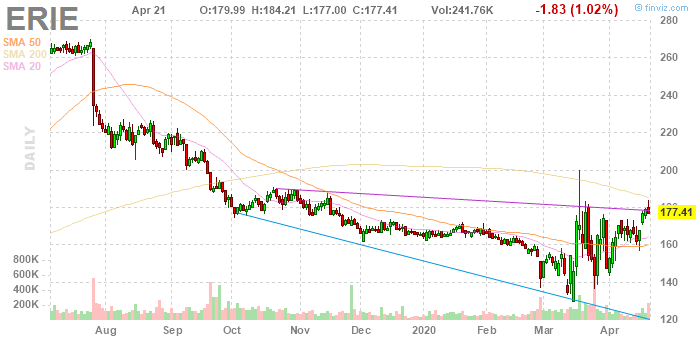 ERIE Apr 21 O:179.99 H:184.21 L:177.00 C:177.41 Vol:241.76K -1.83 (1.02%)
© finviz.com
SMA 50
SMA 200
SMA 20
DAILY
280
260
240
220
200
180
177.41
160
140
120
800K
600K
400K
200K
Aug Sep Oct Nov Dec 2020 Feb Mar Apr